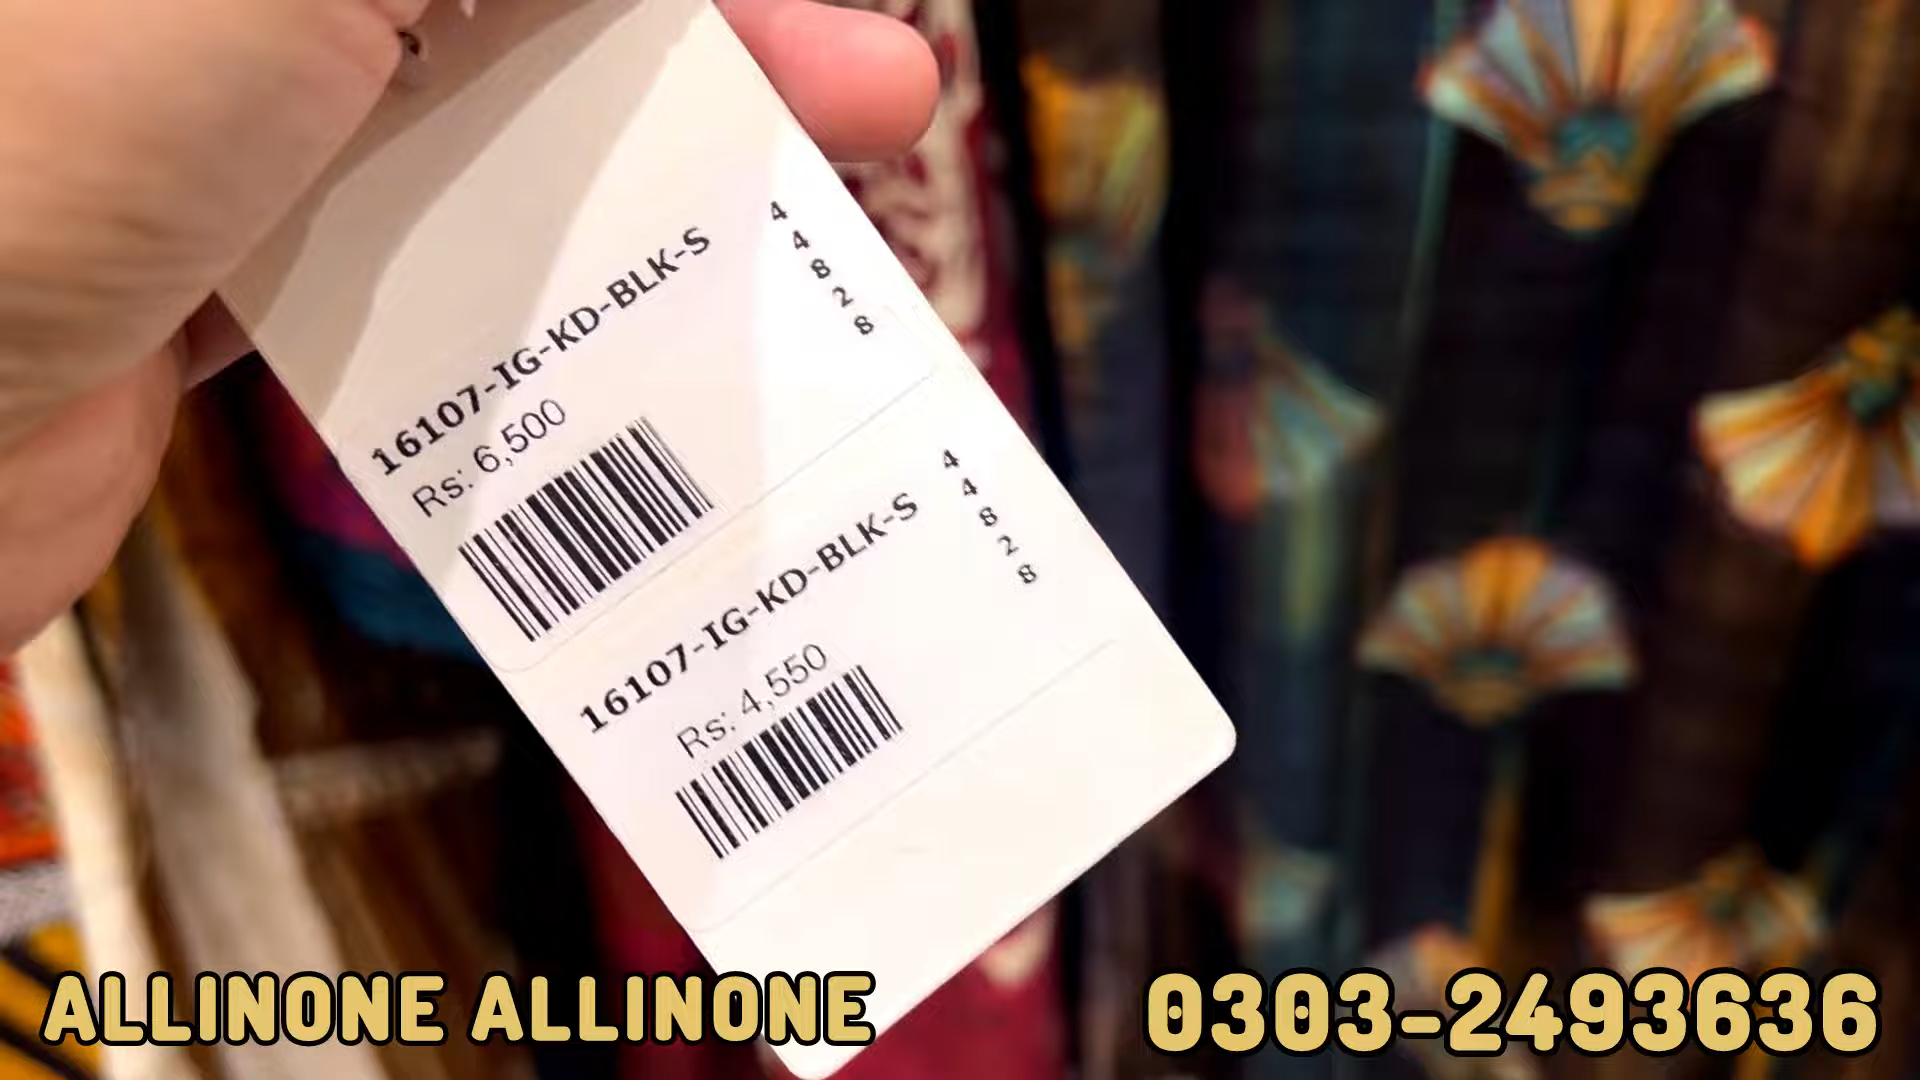 16107-IG-KD-BLK-S
Rs: 6,500
44828
16107-IG-KD-BLK-S
Rs: 4,550
44828
ALLINONE ALLINONE
0303-2493636